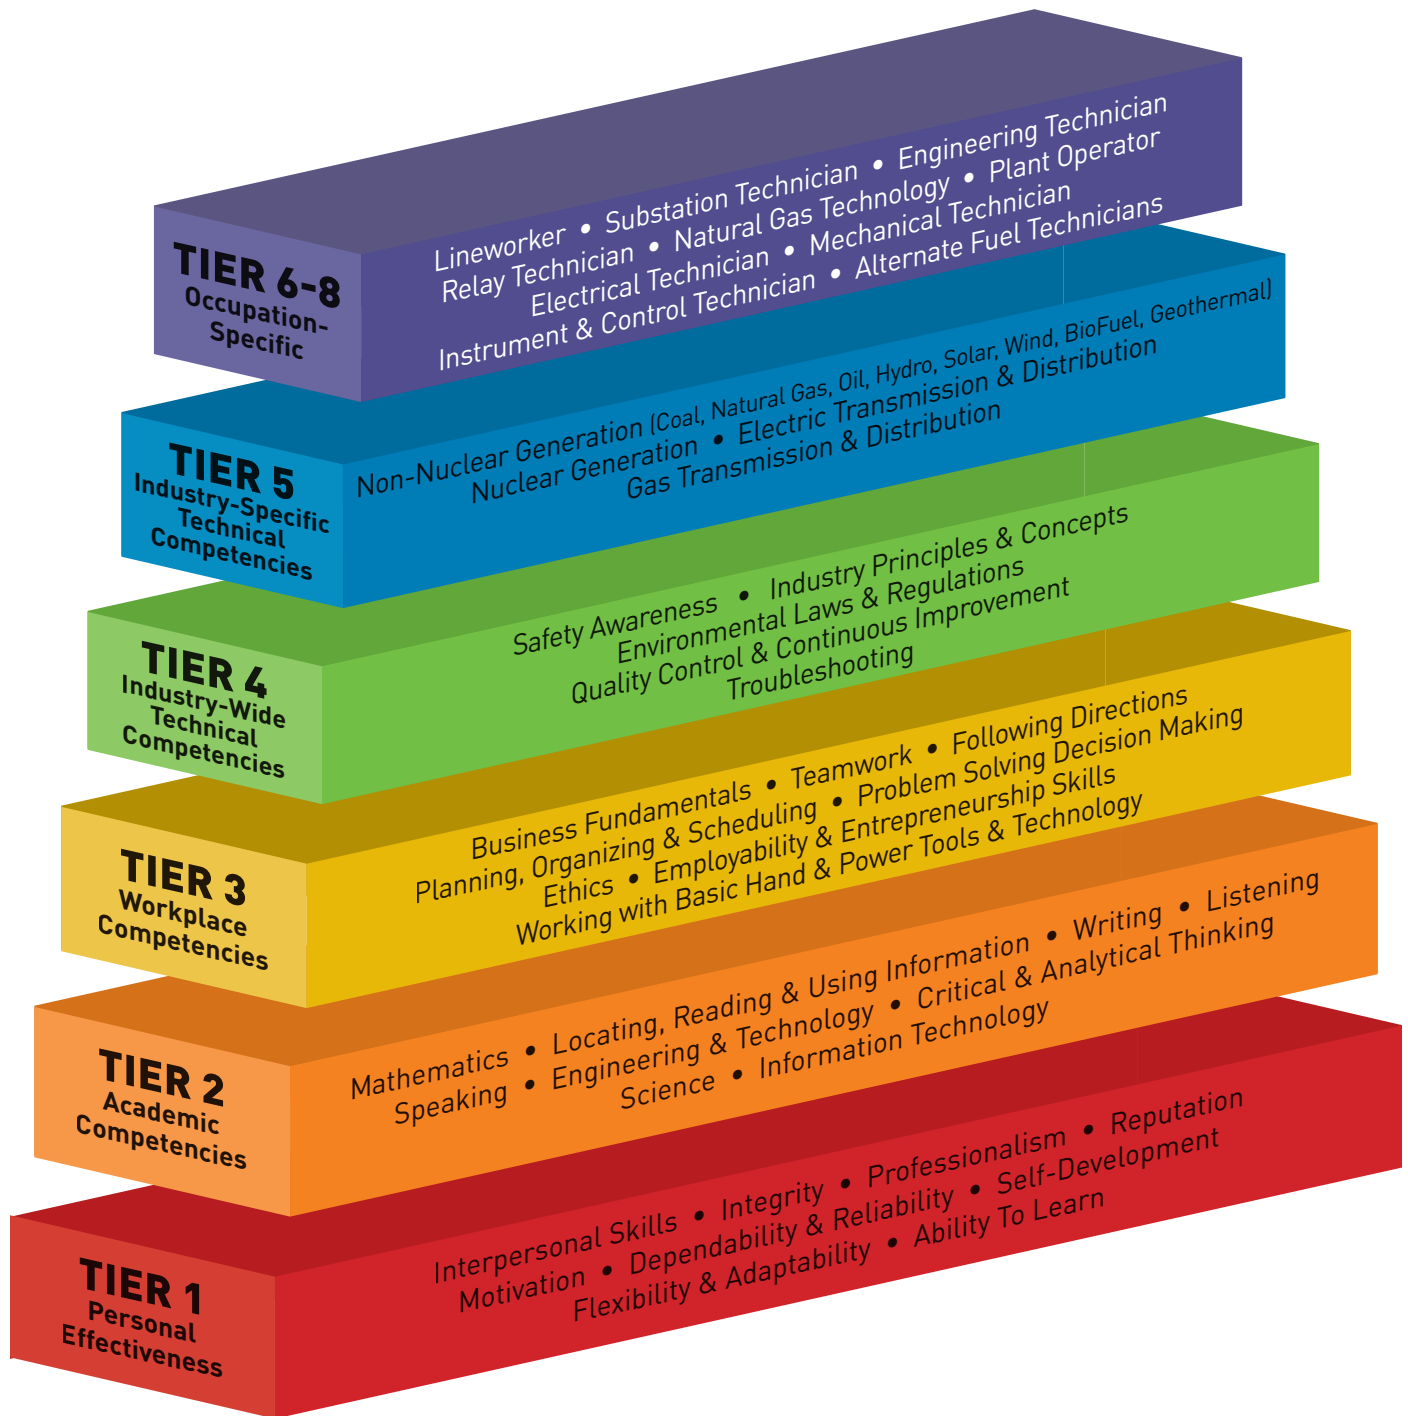 TIER 6-8
Occupation-
Specific
Lineworker • Substation Technician • Engineering Technician
Relay Technician • Natural Gas Technology • Plant Operator
Electrical Technician • Mechanical Technician
Instrument & Control Technician • Alternate Fuel Technicians
TIER 5
Industry-Specific
Technical
Competencies
Non-Nuclear Generation (Coal, Natural Gas, Oil, Hydro, Solar, Wind, BioFuel, Geothermal)
Nuclear Generation • Electric Transmission & Distribution
Gas Transmission & Distribution
TIER 4
Industry-Wide
Technical
Competencies
Safety Awareness • Industry Principles & Concepts
Environmental Laws & Regulations
Quality Control & Continuous Improvement
Troubleshooting
TIER 3
Workplace
Competencies
Business Fundamentals • Teamwork • Following Directions
Planning, Organizing & Scheduling • Problem Solving Decision Making
Ethics • Employability & Entrepreneurship Skills
Working with Basic Hand & Power Tools & Technology
TIER 2
Academic
Competencies
Mathematics • Locating, Reading & Using Information • Writing • Listening
Speaking • Engineering & Technology • Critical & Analytical Thinking
Science • Information Technology
TIER 1
Personal
Effectiveness
Interpersonal Skills • Integrity • Professionalism • Reputation
Motivation • Dependability & Reliability • Self-Development
Flexibility & Adaptability • Ability To Learn